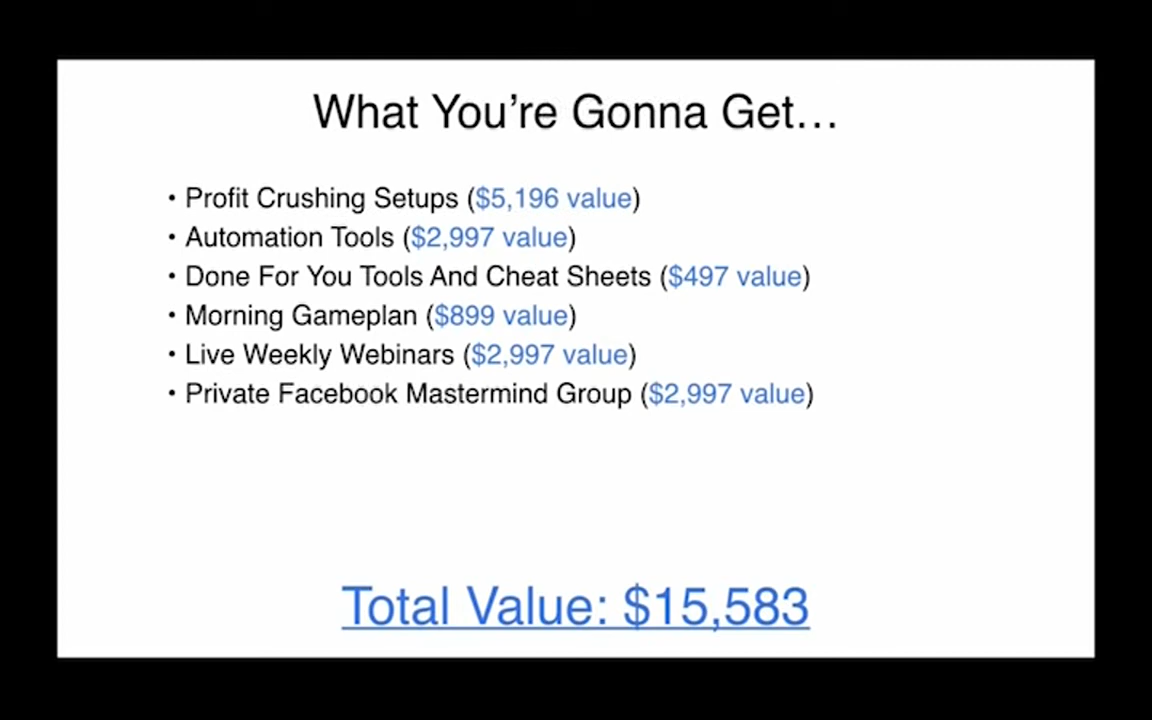 What You’re Gonna Get…
• Profit Crushing Setups ($5,196 value)
• Automation Tools ($2,997 value)
• Done For You Tools And Cheat Sheets ($497 value)
• Morning Gameplan ($899 value)
• Live Weekly Webinars ($2,997 value)
• Private Facebook Mastermind Group ($2,997 value)
Total Value: $15,583